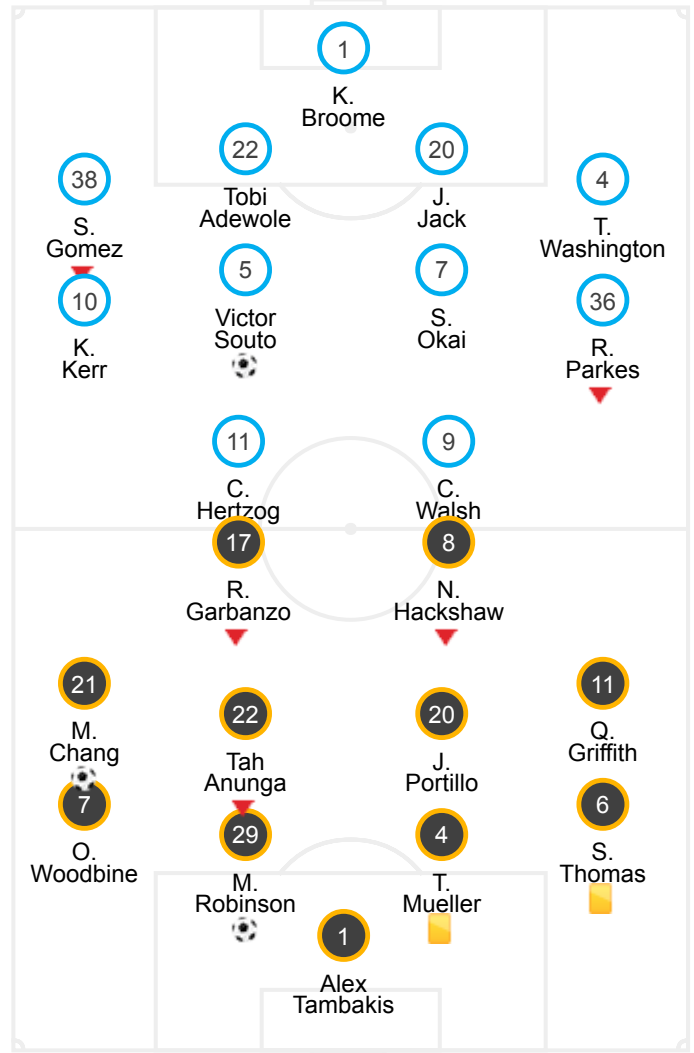 1
K.
Broome
22
20
Tobi
Adewole
J.
Jack
38
4
S.
Gomez
T.
Washington
5
7
Victor
Souto
S.
Okai
10
36
K.
Kerr
R.
Parkes
11
9
C.
Hertzog
C.
Walsh
17
8
R.
Garbanzo
N.
Hackshaw
21
11
M.
Chang
Q.
Griffith
22
20
Tah
Anunga
J.
Portillo
7
6
O.
Woodbine
S.
Thomas
29
4
M.
Robinson
T.
Mueller
1
Alex
Tambakis